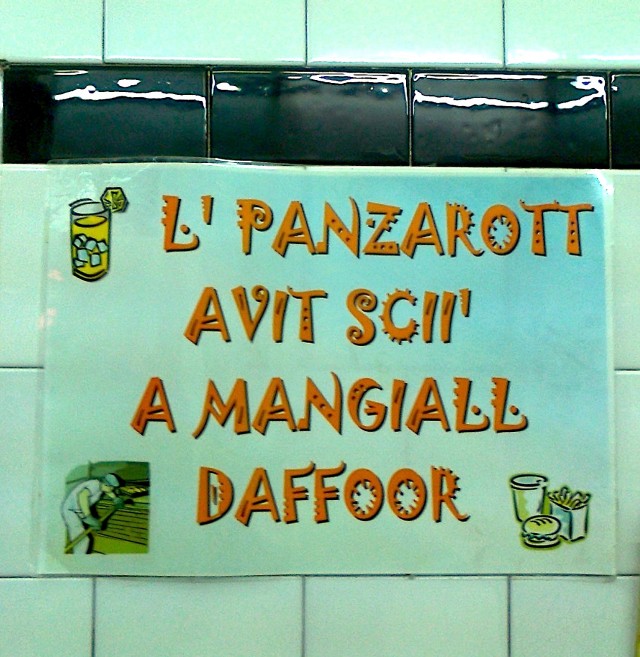 L' PANZAROTT
AVIT SCII'
A MANGIALL
DAFFOOR